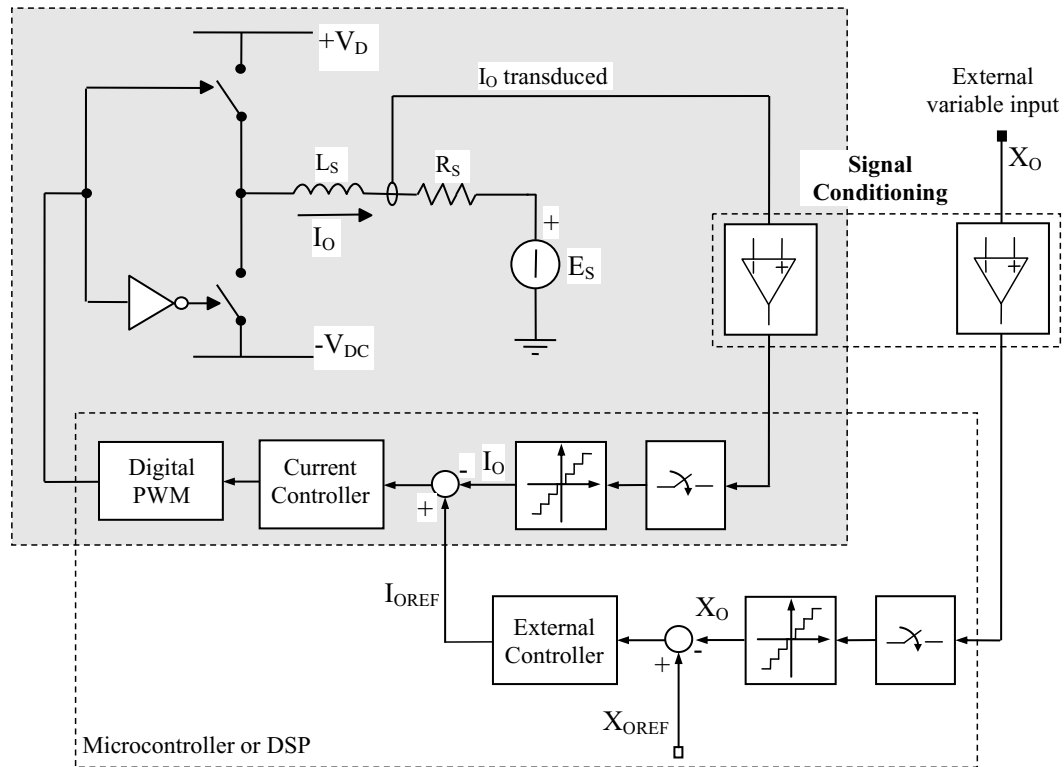 +V_D
I_O transduced
External
variable input
X_O
Signal
Conditioning
L_S
R_S
I_O
+
E_S
- +
- +
-V_DC
Digital
PWM
Current
Controller
-
+
I_O
I_OREF
External
Controller
X_O
+
-
X_OREF
Microcontroller or DSP